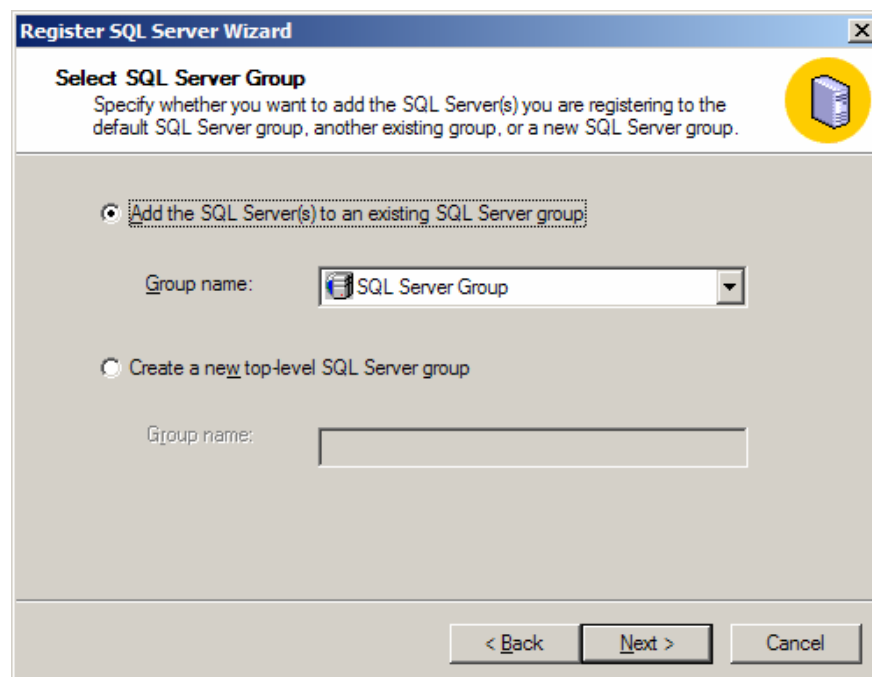 Register SQL Server Wizard
Select SQL Server Group
Specify whether you want to add the SQL Server(s) you are registering to the
default SQL Server group, another existing group, or a new SQL Server group.
Add the SQL Server(s) to an existing SQL Server group
Group name:
SQL Server Group
Create a new top-level SQL Server group
Group name:
< Back
Next >
Cancel